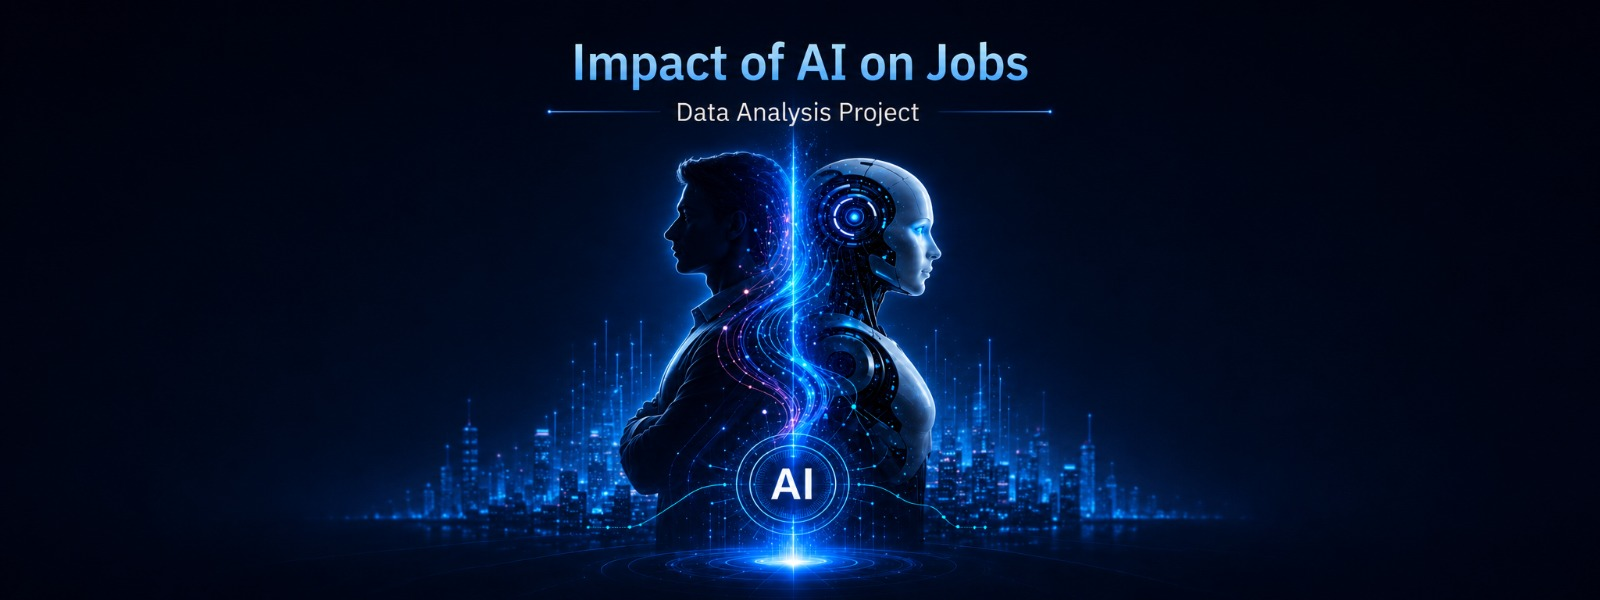 Impact of AI on Jobs
Data Analysis Project
AI